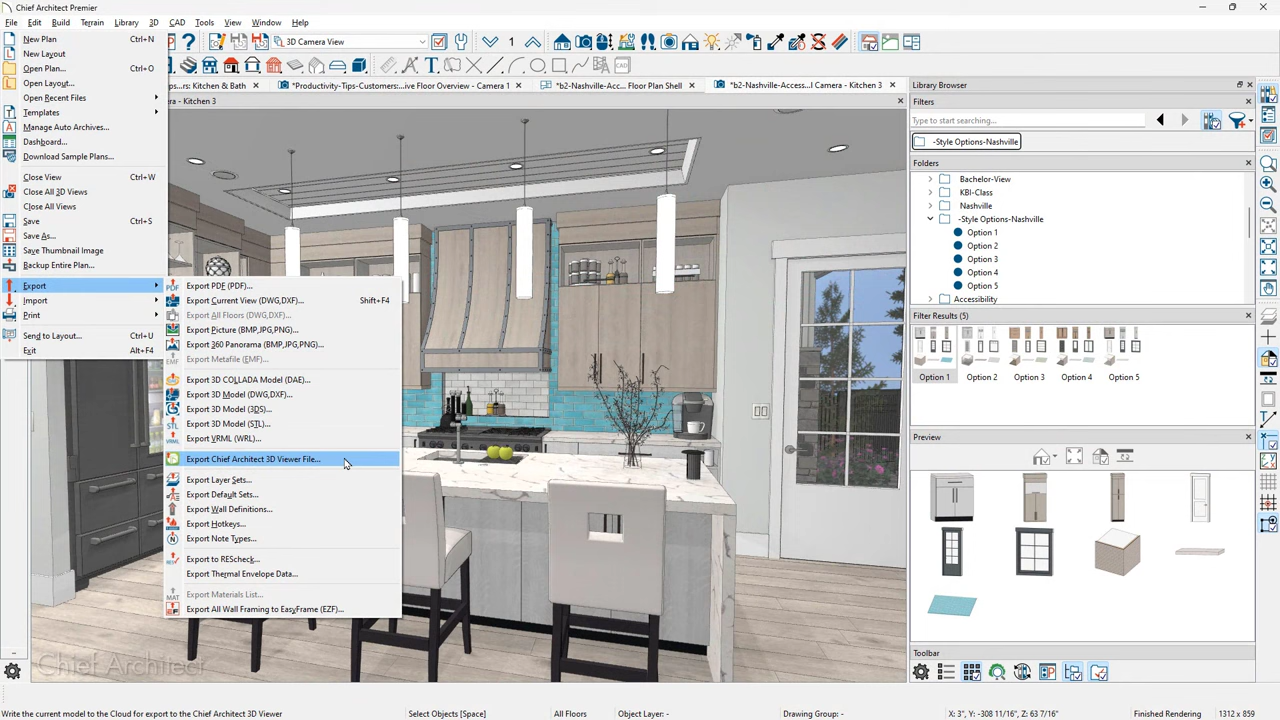 Chief Architect Premier
File Edit Build Terrain Library 3D CAD Tools View Window Help
3D Camera View 1
CAD
s: Kitchen & Bath
*Productivity-Tips-Customers:...ive Floor Overview - Camera 1
*b2-Nashville-Acc... Floor Plan Shell
*b2-Nashville-Access...l Camera - Kitchen 3
- Kitchen 3
New Plan Ctrl+N
New Layout
Open Plan... Ctrl+O
Open Layout...
Open Recent Files
Templates
Manage Auto Archives...
Dashboard...
Download Sample Plans...
Close View Ctrl+W
Close All 3D Views
Close All Views
Save Ctrl+S
Save As...
Save Thumbnail Image
Backup Entire Plan...
Export
Import
Print
Send to Layout... Ctrl+U
Exit Alt+F4
PDF Export PDF (PDF)...
Export Current View (DWG,DXF)... Shift+F4
Export All Floors (DWG,DXF)...
Export Picture (BMP,JPG,PNG)...
Export 360 Panorama (BMP,JPG,PNG)...
EMF Export Metafile (EMF)...
Export 3D COLLADA Model (DAE)...
Export 3D Model (DWG,DXF)...
Export 3D Model (3DS)...
STL Export 3D Model (STL)...
VRML Export VRML (WRL)...
Export Chief Architect 3D Viewer File...
Export Layer Sets...
Export Default Sets...
Export Wall Definitions...
Export Hotkeys...
Export Note Types...
Export to REScheck...
Export Thermal Envelope Data...
MAT Export Materials List...
EF Export All Wall Framing to EasyFrame (EZF)...
Chief Architect
Library Browser
Filters
Type to start searching...
-Style Options-Nashville
Folders
Bachelor-View
KBI-Class
Nashville
-Style Options-Nashville
Option 1
Option 2
Option 3
Option 4
Option 5
Accessibility
Filter Results (5)
Option 1 Option 2 Option 3 Option 4 Option 5
Preview
Toolbar
Write the current model to the Cloud for export to the Chief Architect 3D Viewer
Select Objects [Space]
All Floors
Object Layer: -
Drawing Group: -
X: 3", Y: -308 11/16", Z: 63 7/16"
Finished Rendering
1312 x 859